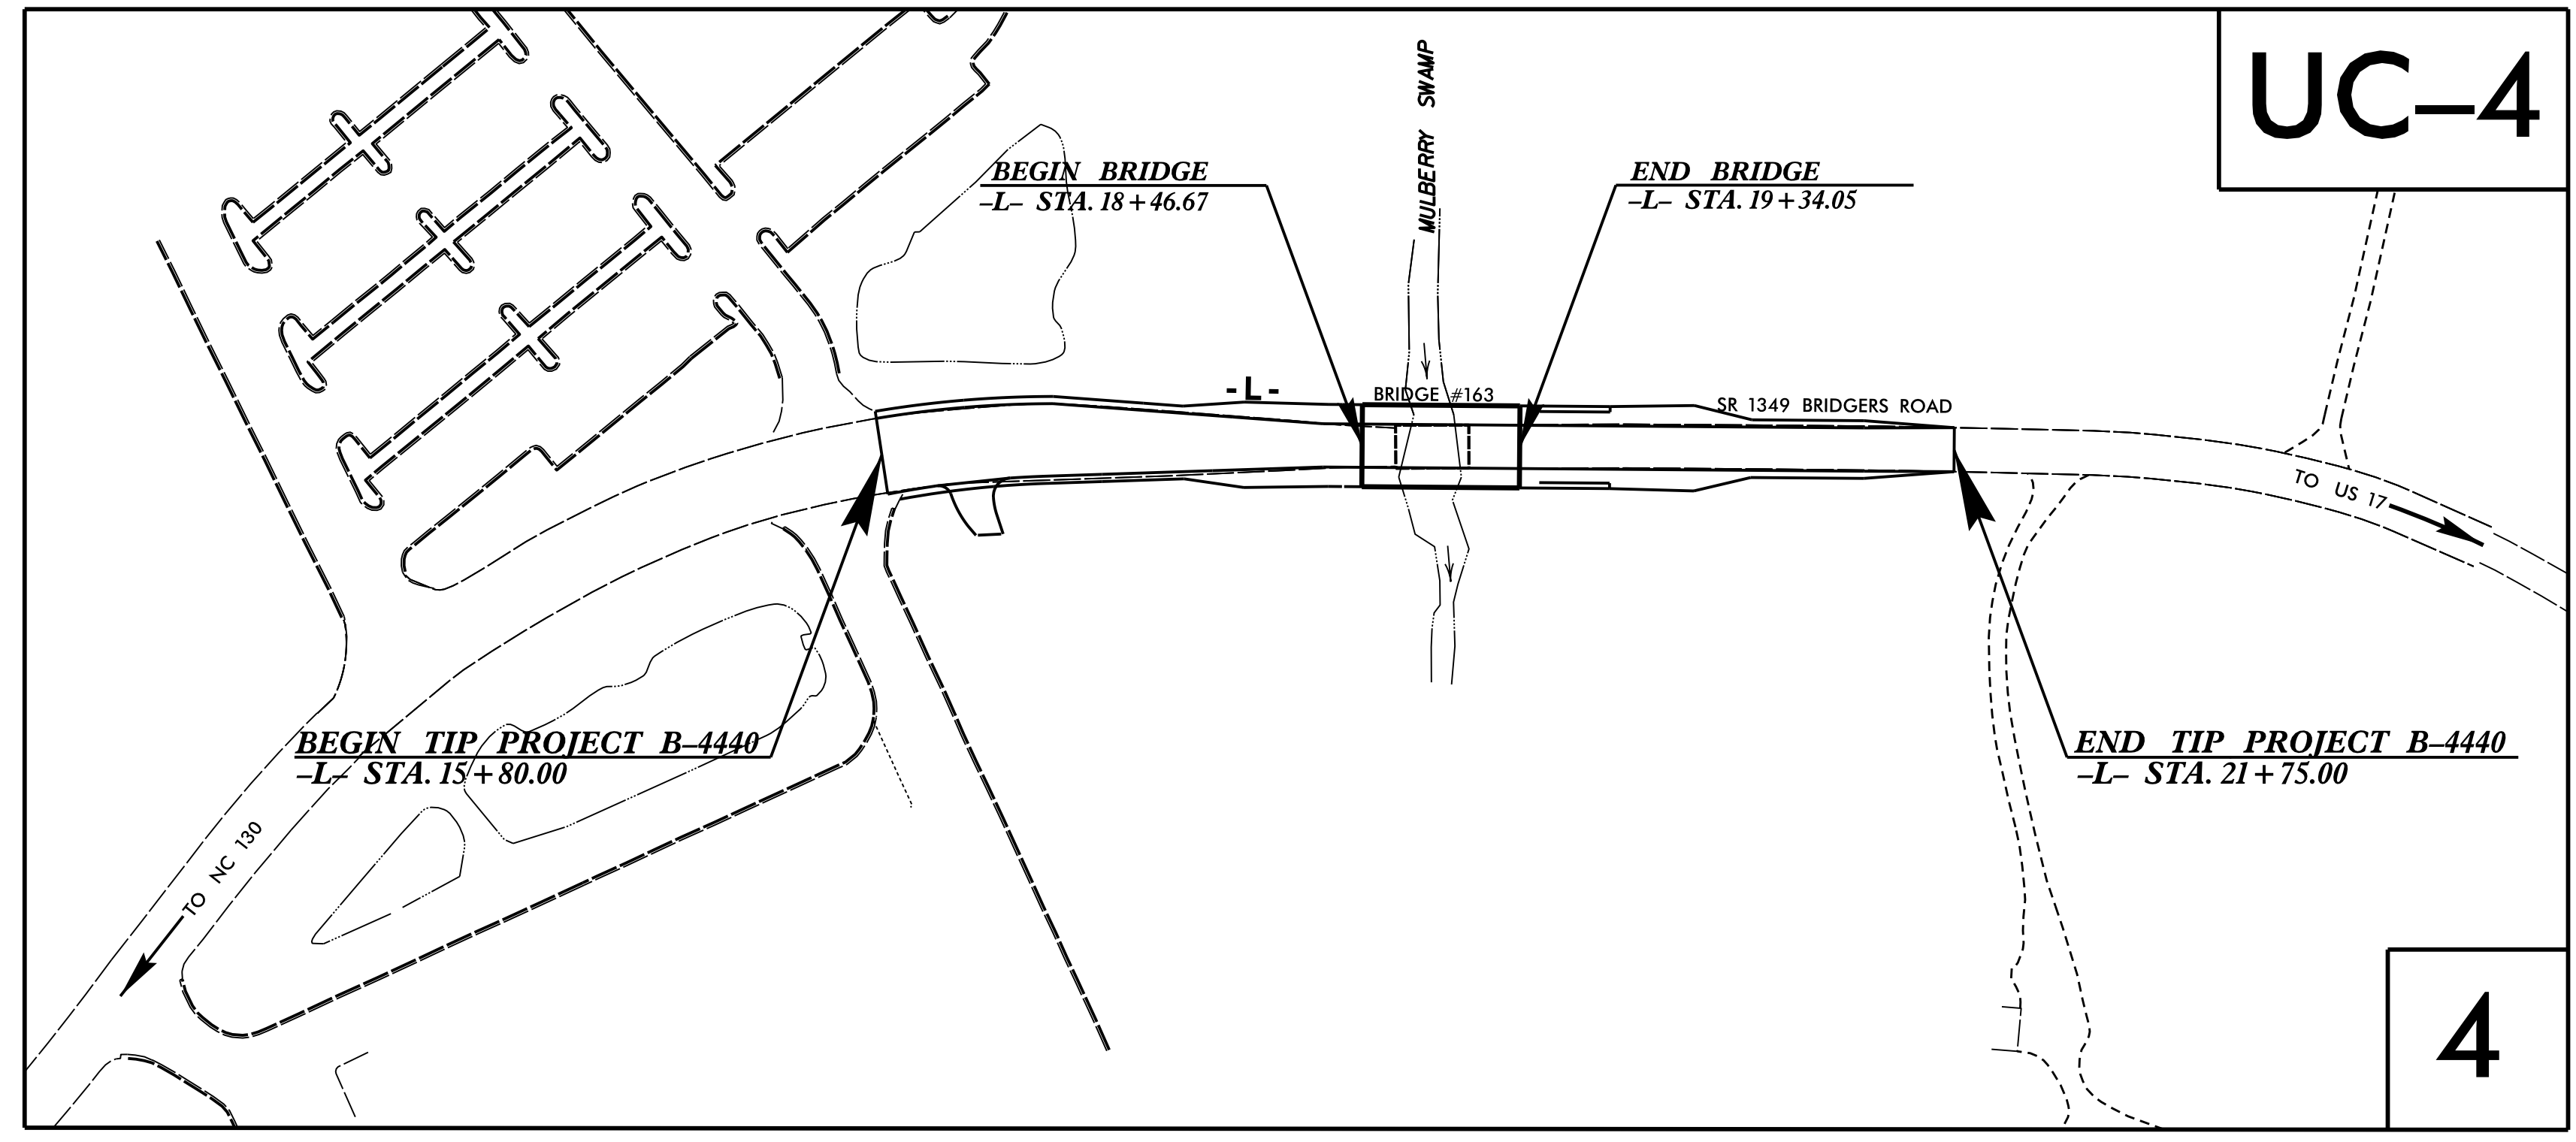 UC–4
MULBERRY SWAMP
BEGIN BRIDGE
–L– STA. 18+46.67
END BRIDGE
–L– STA. 19+34.05
-L-
BRIDGE #163
SR 1349 BRIDGERS ROAD
TO US 17
BEGIN TIP PROJECT B–4440
–L– STA. 15+80.00
END TIP PROJECT B–4440
–L– STA. 21+75.00
TO NC 130
4